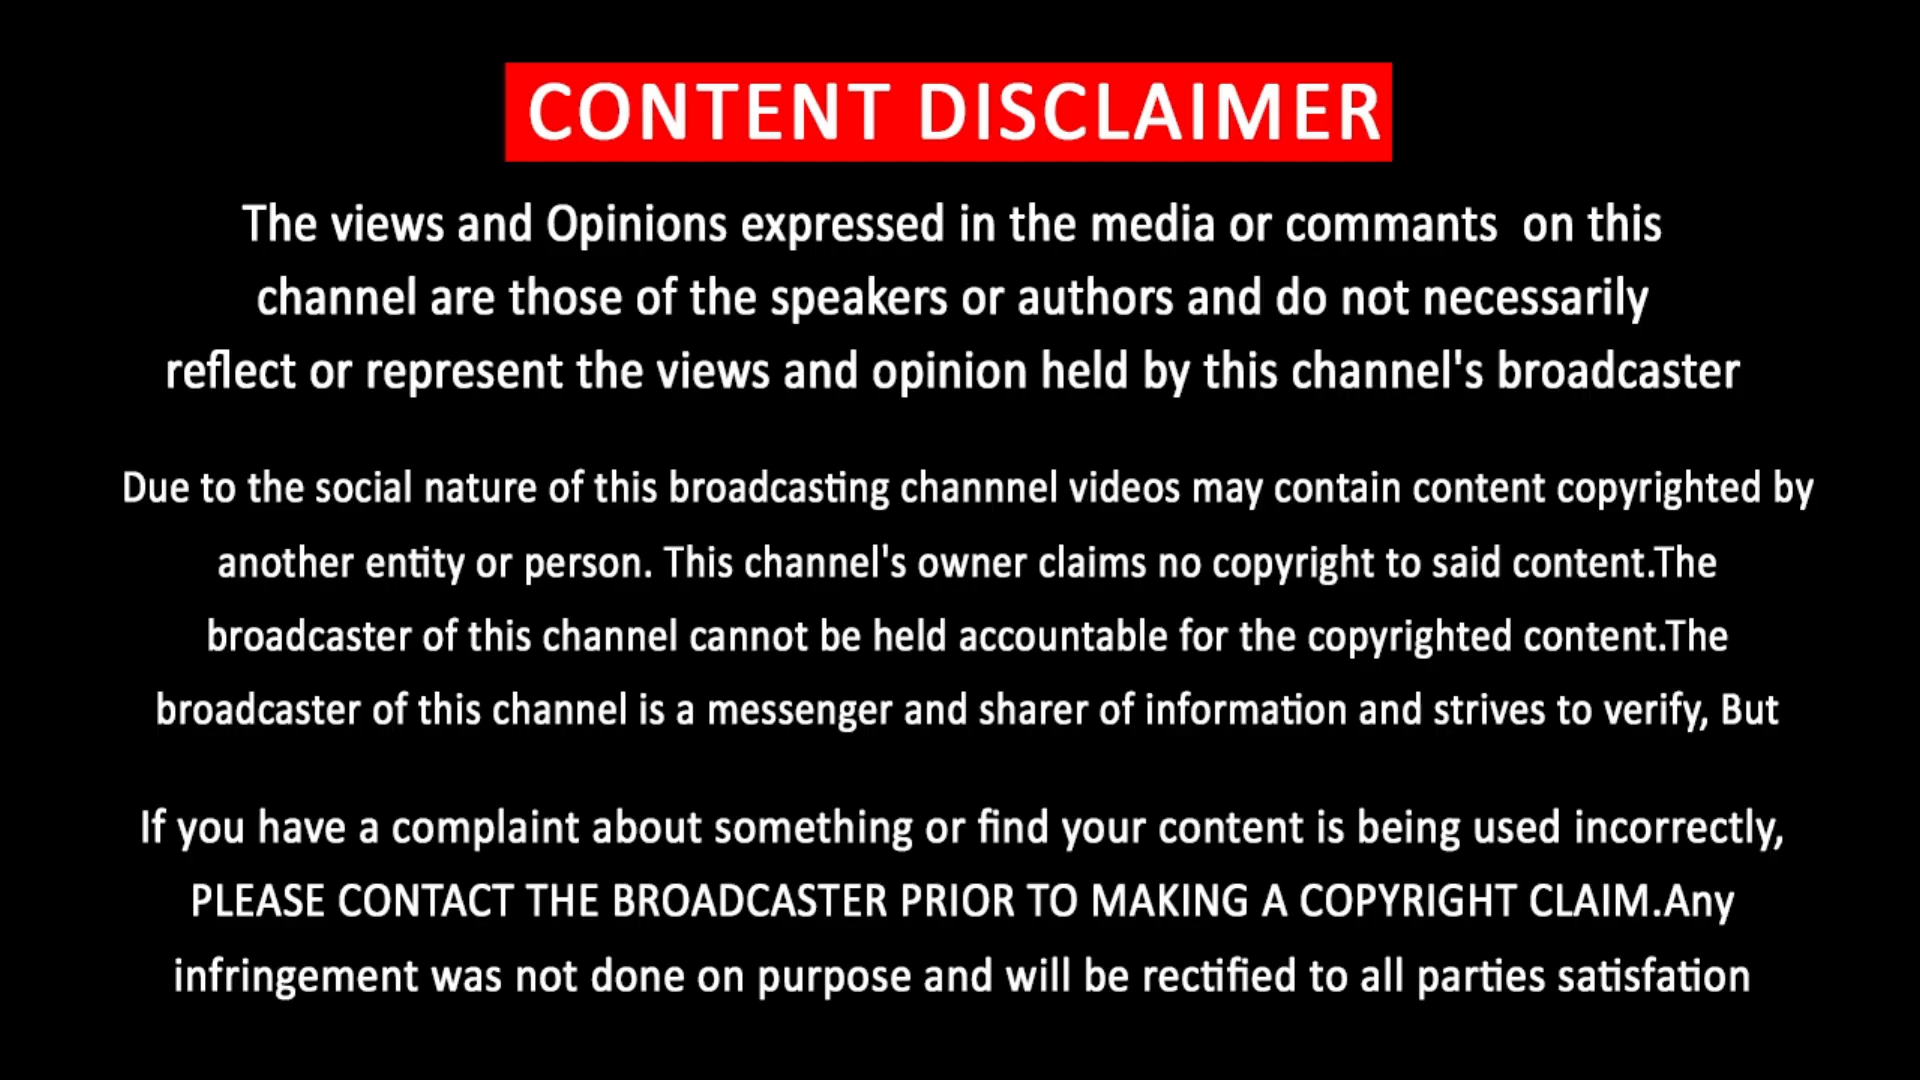 CONTENT DISCLAIMER
The views and Opinions expressed in the media or commants  on this
channel are those of the speakers or authors and do not necessarily
reflect or represent the views and opinion held by this channel's broadcaster
Due to the social nature of this broadcasting channnel videos may contain content copyrighted by
another entity or person. This channel's owner claims no copyright to said content.The
broadcaster of this channel cannot be held accountable for the copyrighted content.The
broadcaster of this channel is a messenger and sharer of information and strives to verify, But
If you have a complaint about something or find your content is being used incorrectly,
PLEASE CONTACT THE BROADCASTER PRIOR TO MAKING A COPYRIGHT CLAIM.Any
infringement was not done on purpose and will be rectified to all parties satisfation